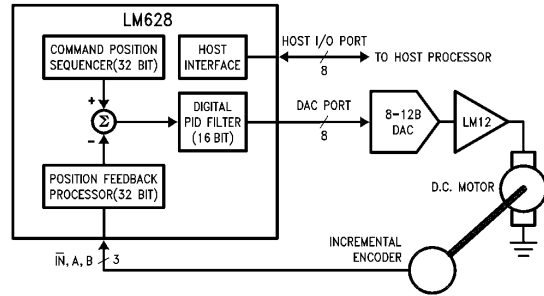 LM628
COMMAND POSITION
SEQUENCER(32 BIT)
HOST
INTERFACE
HOST I/O PORT
8
TO HOST PROCESSOR
+
Σ
−
DIGITAL
PID FILTER
(16 BIT)
DAC PORT
8
8-12B
DAC
LM12
POSITION FEEDBACK
PROCESSOR(32 BIT)
D.C. MOTOR
INCREMENTAL
ENCODER
I̅N̅, A, B
3